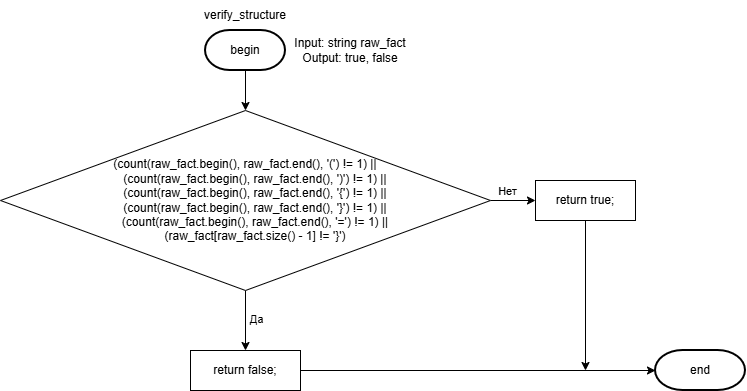 verify_structure
begin
Input: string raw_fact
Output: true, false
(count(raw_fact.begin(), raw_fact.end(), '(') != 1) ||
(count(raw_fact.begin(), raw_fact.end(), ')') != 1) ||
(count(raw_fact.begin(), raw_fact.end(), '{') != 1) ||
(count(raw_fact.begin(), raw_fact.end(), '}') != 1) ||
(count(raw_fact.begin(), raw_fact.end(), '=') != 1) ||
(raw_fact[raw_fact.size() - 1] != '}')
Нет
return true;
Да
return false;
end